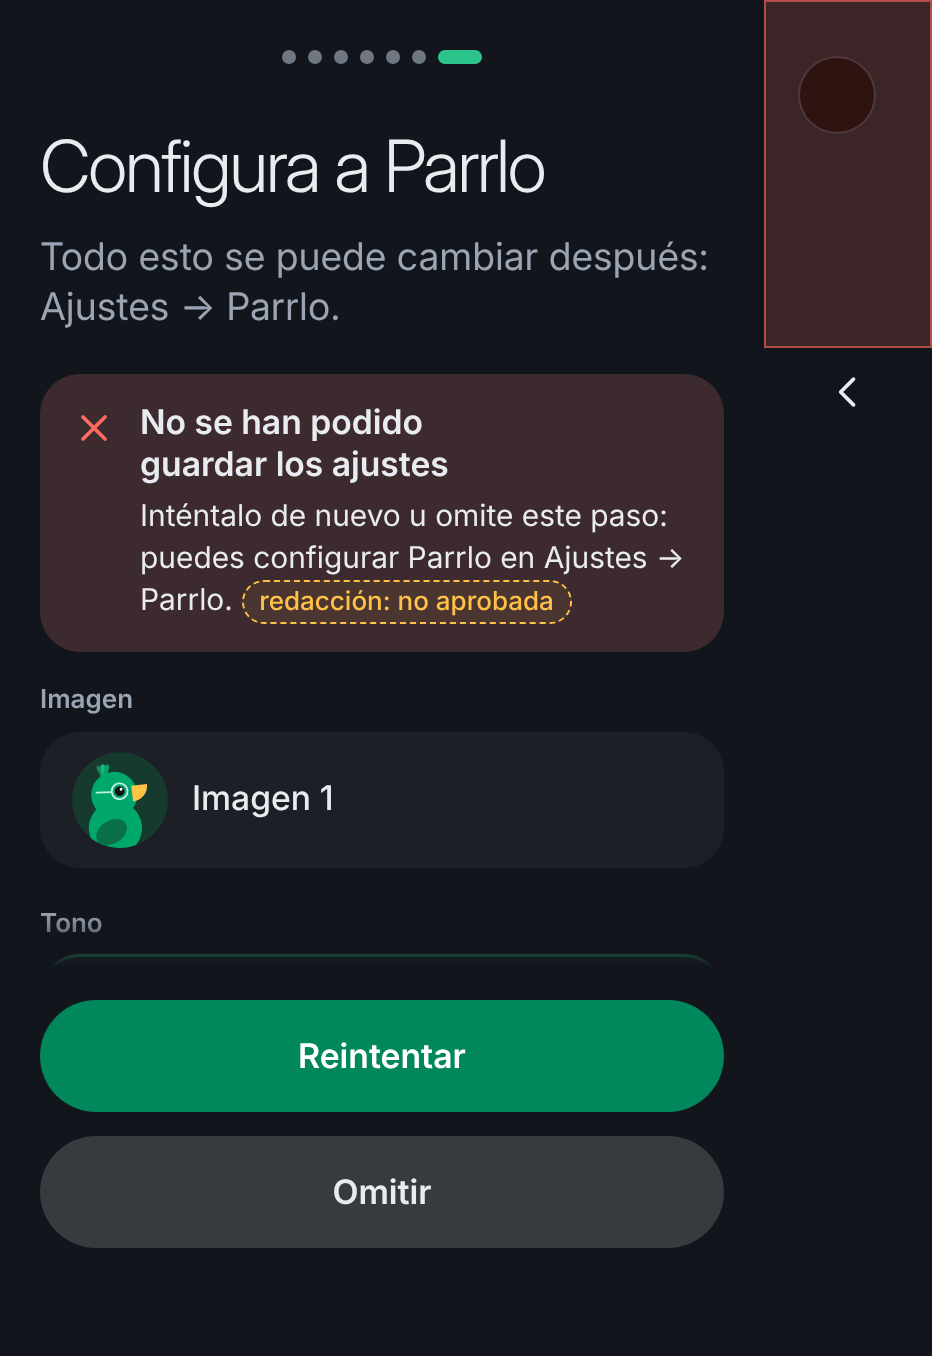 Configura a Parrlo
Todo esto se puede cambiar después:
Ajustes → Parrlo.
No se han podido
guardar los ajustes
Inténtalo de nuevo u omite este paso:
puedes configurar Parrlo en Ajustes →
Parrlo. redacción: no aprobada
Imagen
Imagen 1
Tono
Reintentar
Omitir